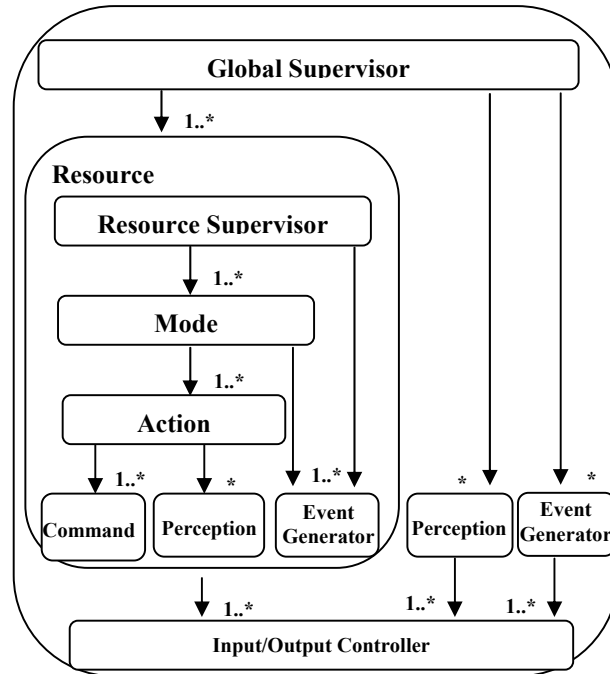 Global Supervisor
1..*
Resource
Resource Supervisor
1..*
Mode
1..*
Action
1..*
*
1..*
*
*
Command
Perception
Event
Generator
Perception
Event
Generator
1..*
1..*
1..*
Input/Output Controller